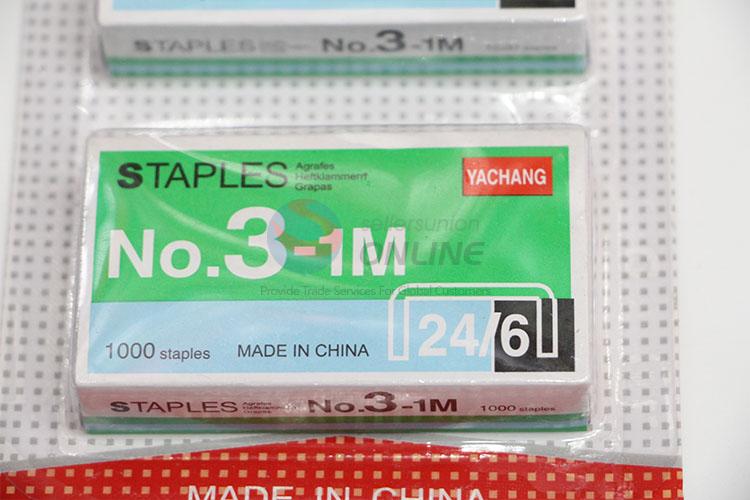 STAPLES No.3-1M 1000 staples
STAPLES
Agrafes
Heftklammern
Grapas
YACHANG
No.3-1M
sellersunion
ONLINE
Provide Trade Services For Global Customers
24/6
1000 staples MADE IN CHINA
STAPLES
Agrafes
Heftklammern
Grapas
No.3-1M 1000 staples
MADE IN CHINA